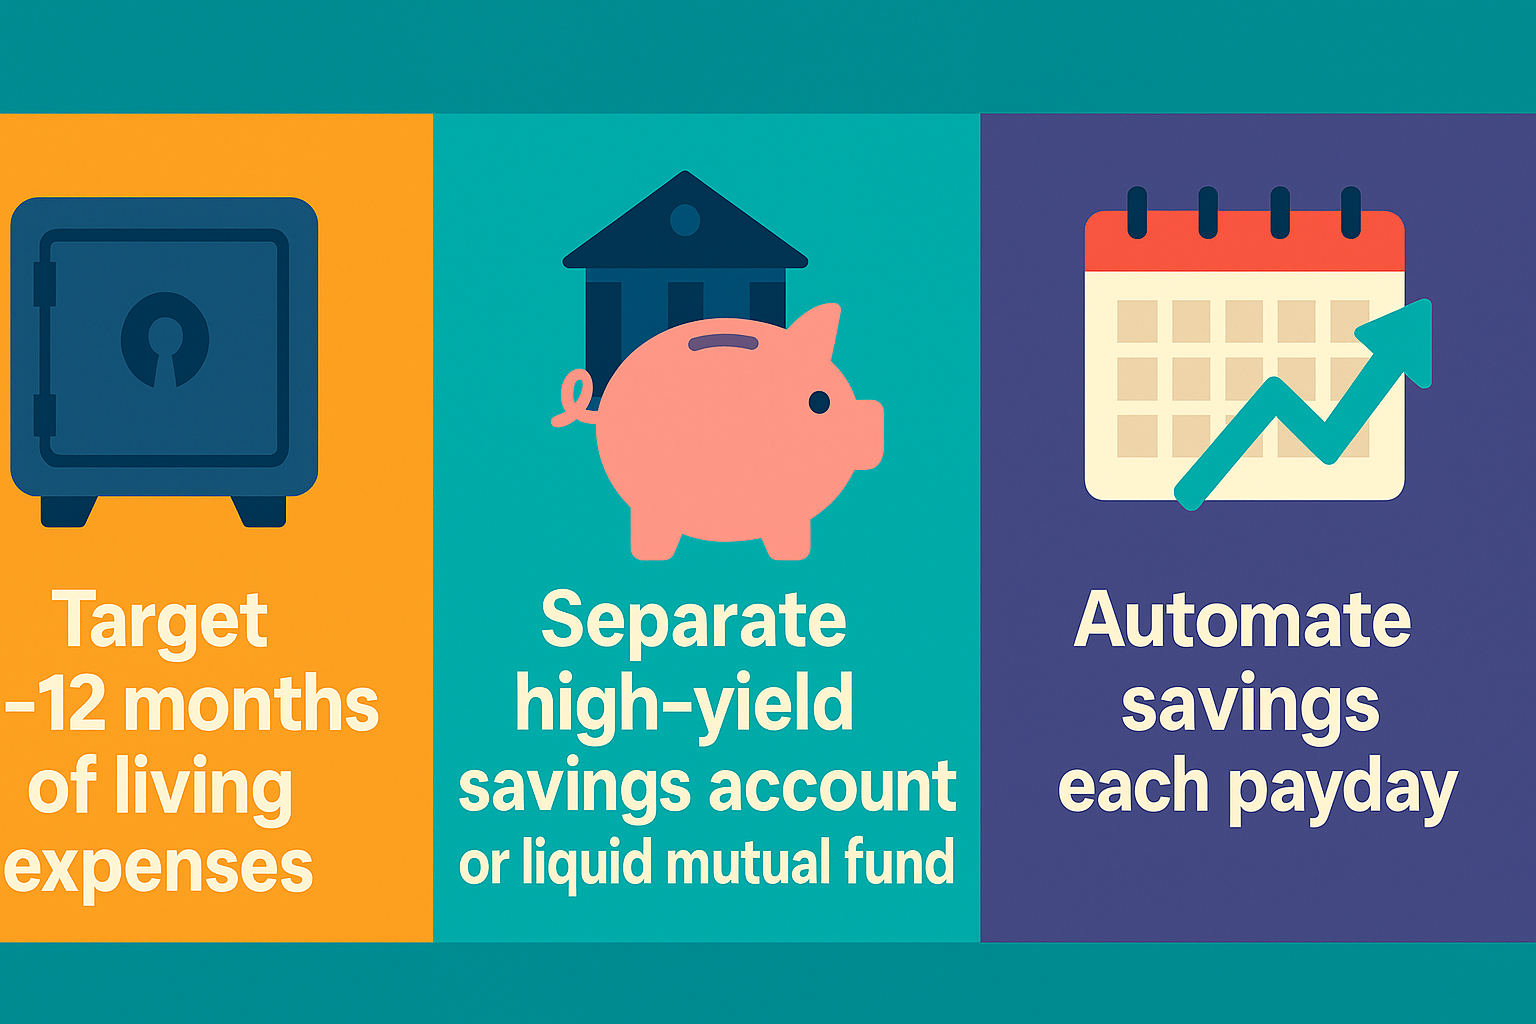 Target
–12 months
of living
expenses
Separate
high–yield
savings account
or liquid mutual fund
Automate
savings
each payday